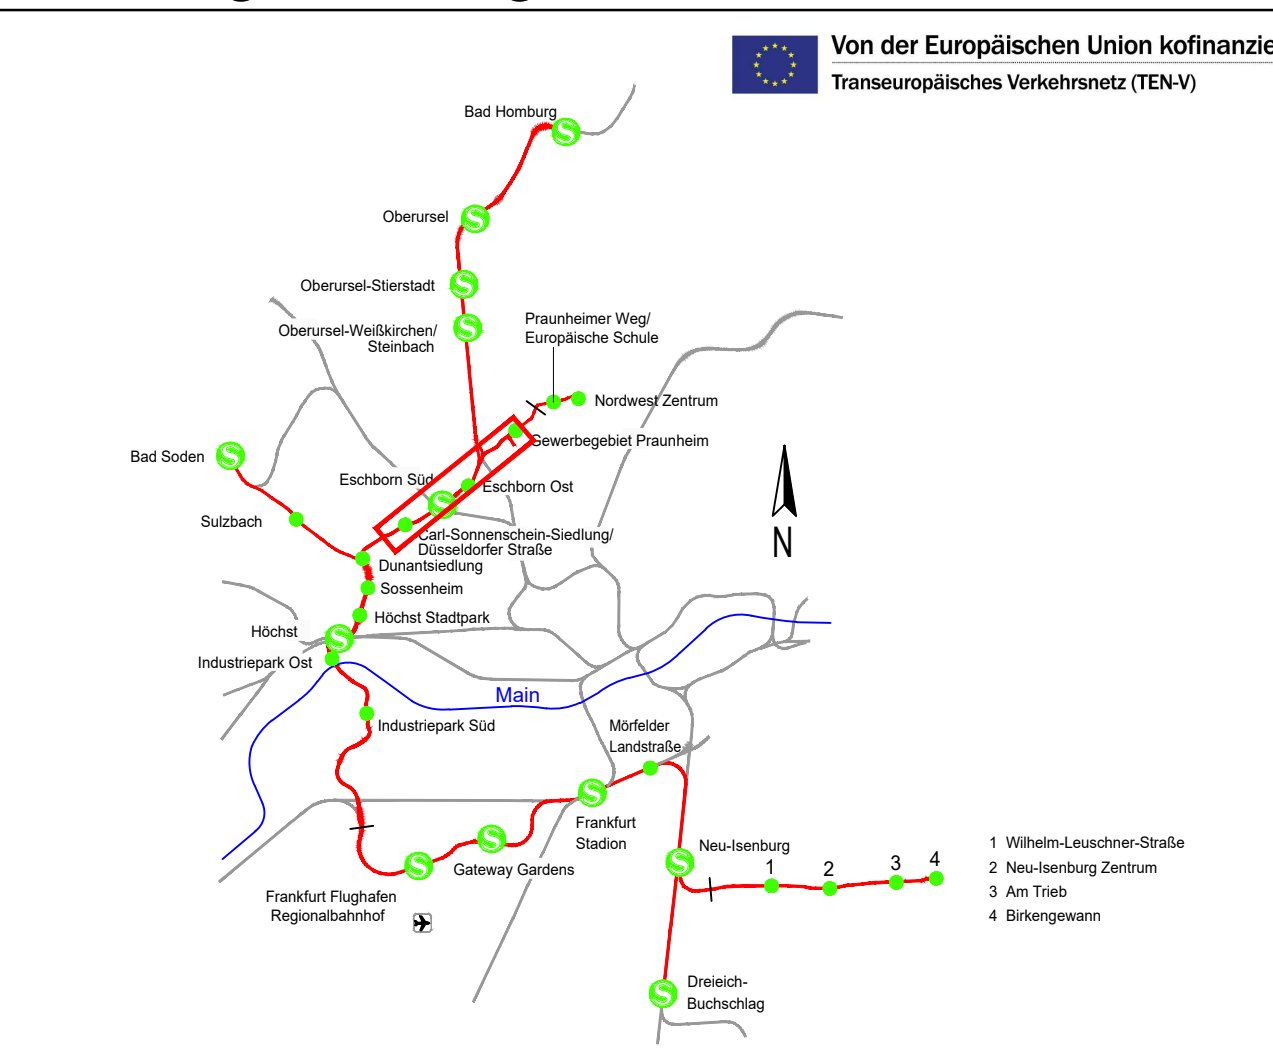 Von der Europäischen Union kofinanzie
Transeuropäisches Verkehrsnetz (TEN-V)
Bad Homburg
Oberursel
Oberursel-Stierstadt
Oberursel-Weißkirchen/
Steinbach
Praunheimer Weg/
Europäische Schule
Nordwest Zentrum
Gewerbegebiet Praunheim
Bad Soden
Eschborn Süd
Eschborn Ost
Sulzbach
Carl-Sonnenschein-Siedlung/
Düsseldorfer Straße
Dunantsiedlung
Sossenheim
Höchst Stadtpark
Höchst
Industriepark Ost
Main
Industriepark Süd
Mörfelder
Landstraße
Frankfurt
Stadion
Gateway Gardens
Frankfurt Flughafen
Regionalbahnhof
Neu-Isenburg
1
2
3
4
1 Wilhelm-Leuschner-Straße
2 Neu-Isenburg Zentrum
3 Am Trieb
4 Birkengewann
Dreieich-
Buchschlag
N
S
S
S
S
S
S
S
S
S
S
S
S